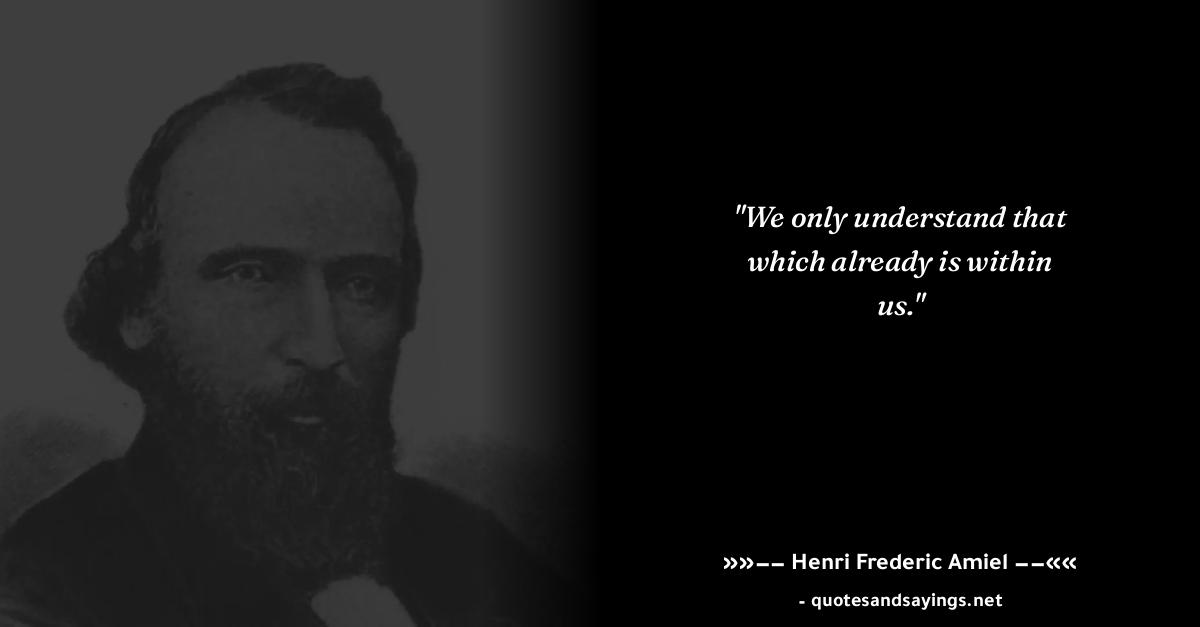 "We only understand that
which already is within
us."
»»−− Henri Frederic Amiel −−««
- quotesandsayings.net